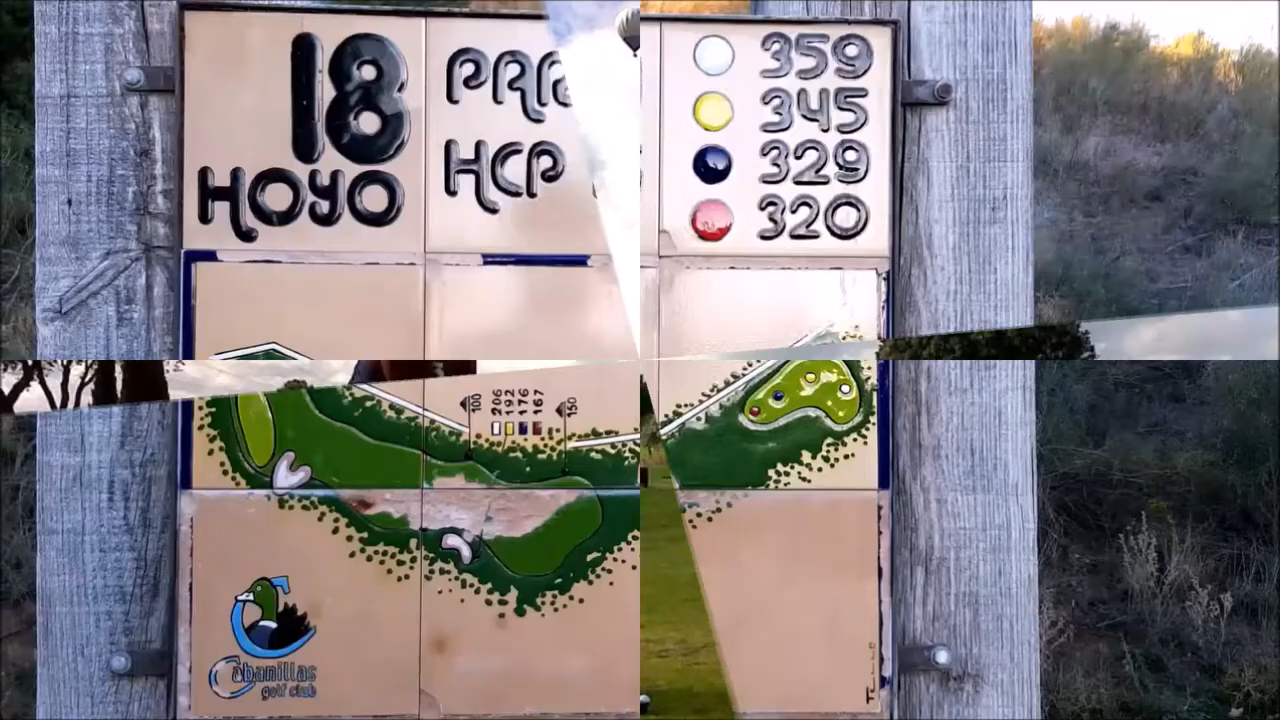 18
HOYO
PAR
HCP
359
345
329
320
206
192
176
167
100
150
Cabanillas
golf club